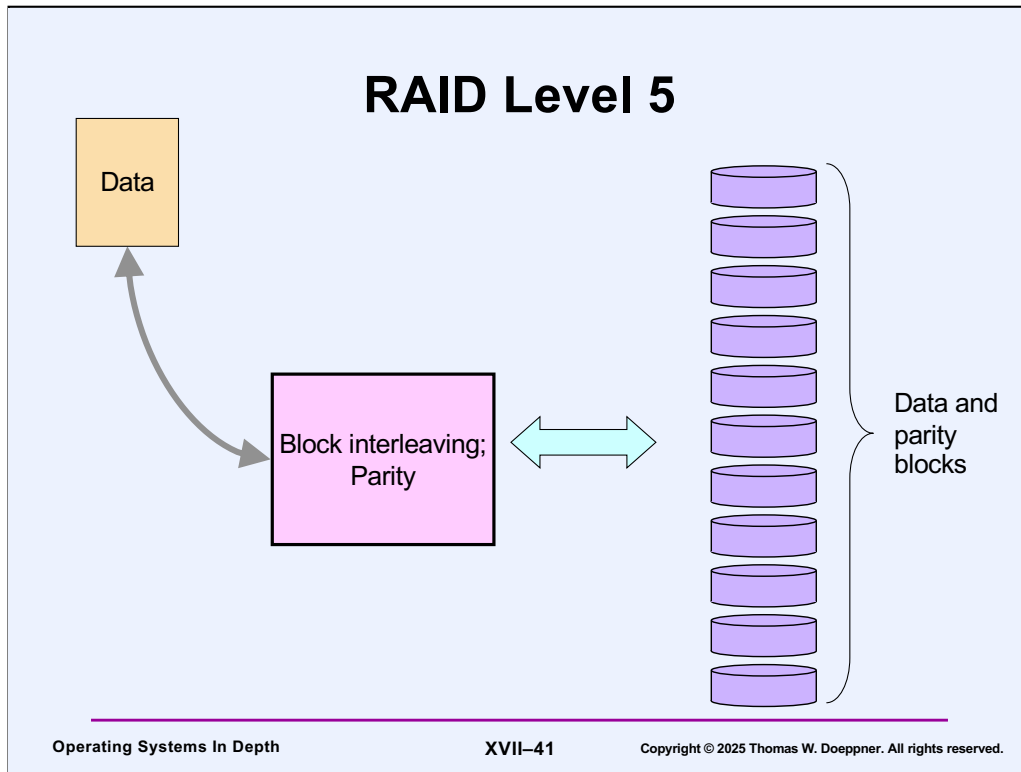 RAID Level 5
Data
Block interleaving;
Parity
Data and
parity
blocks
Operating Systems In Depth
XVII–41
Copyright © 2025 Thomas W. Doeppner. All rights reserved.